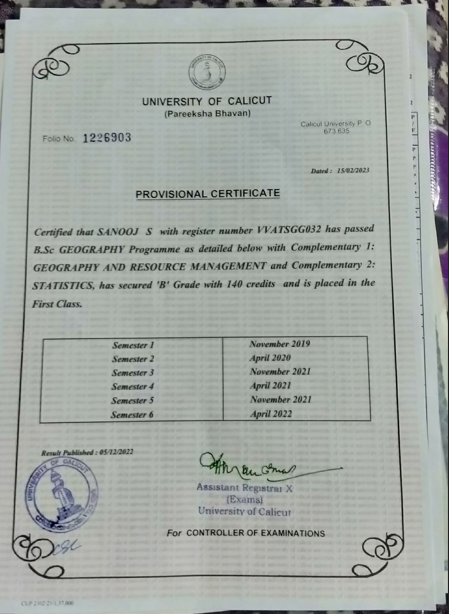 UNIVERSITY OF CALICUT
(Pareeksha Bhavan)
Calicut University P. O
673 635
Folio No. 1226903
Dated : 15/02/2023
PROVISIONAL CERTIFICATE
Certified that SANOOJ S with register number VVATSGG032 has passed
B.Sc GEOGRAPHY Programme as detailed below with Complementary 1:
GEOGRAPHY AND RESOURCE MANAGEMENT and Complementary 2:
STATISTICS, has secured 'B' Grade with 140 credits and is placed in the
First Class.
Semester 1 November 2019
Semester 2 April 2020
Semester 3 November 2021
Semester 4 April 2021
Semester 5 November 2021
Semester 6 April 2022
Result Published : 05/12/2022
UNIVERSITY OF CALICUT
Assistant Registrar X
(Exams)
University of Calicut
For CONTROLLER OF EXAMINATIONS